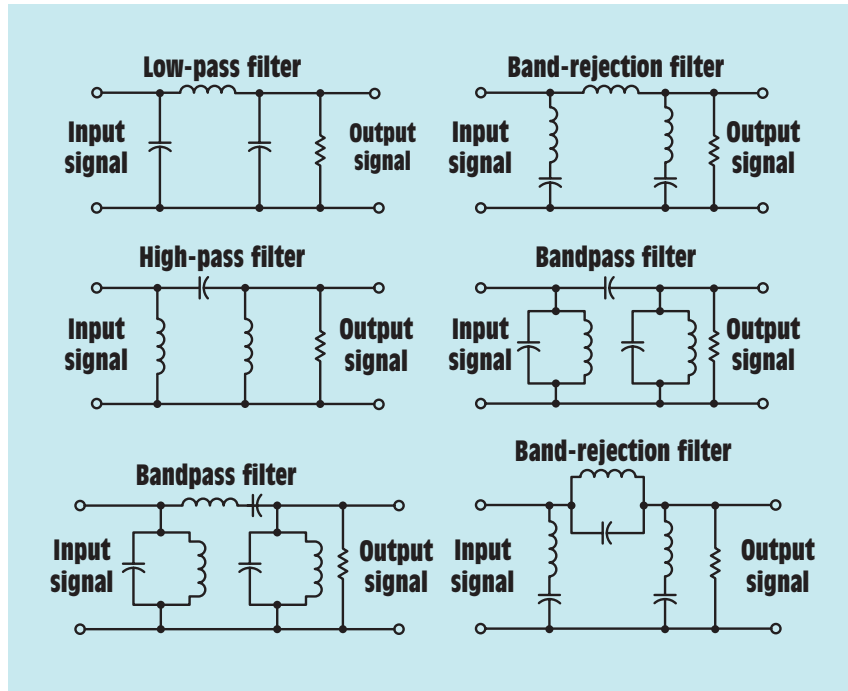 Low-pass filter
Input
signal
Output
signal
Band-rejection filter
Input
signal
Output
signal
High-pass filter
Input
signal
Output
signal
Bandpass filter
Input
signal
Output
signal
Bandpass filter
Input
signal
Output
signal
Band-rejection filter
Input
signal
Output
signal